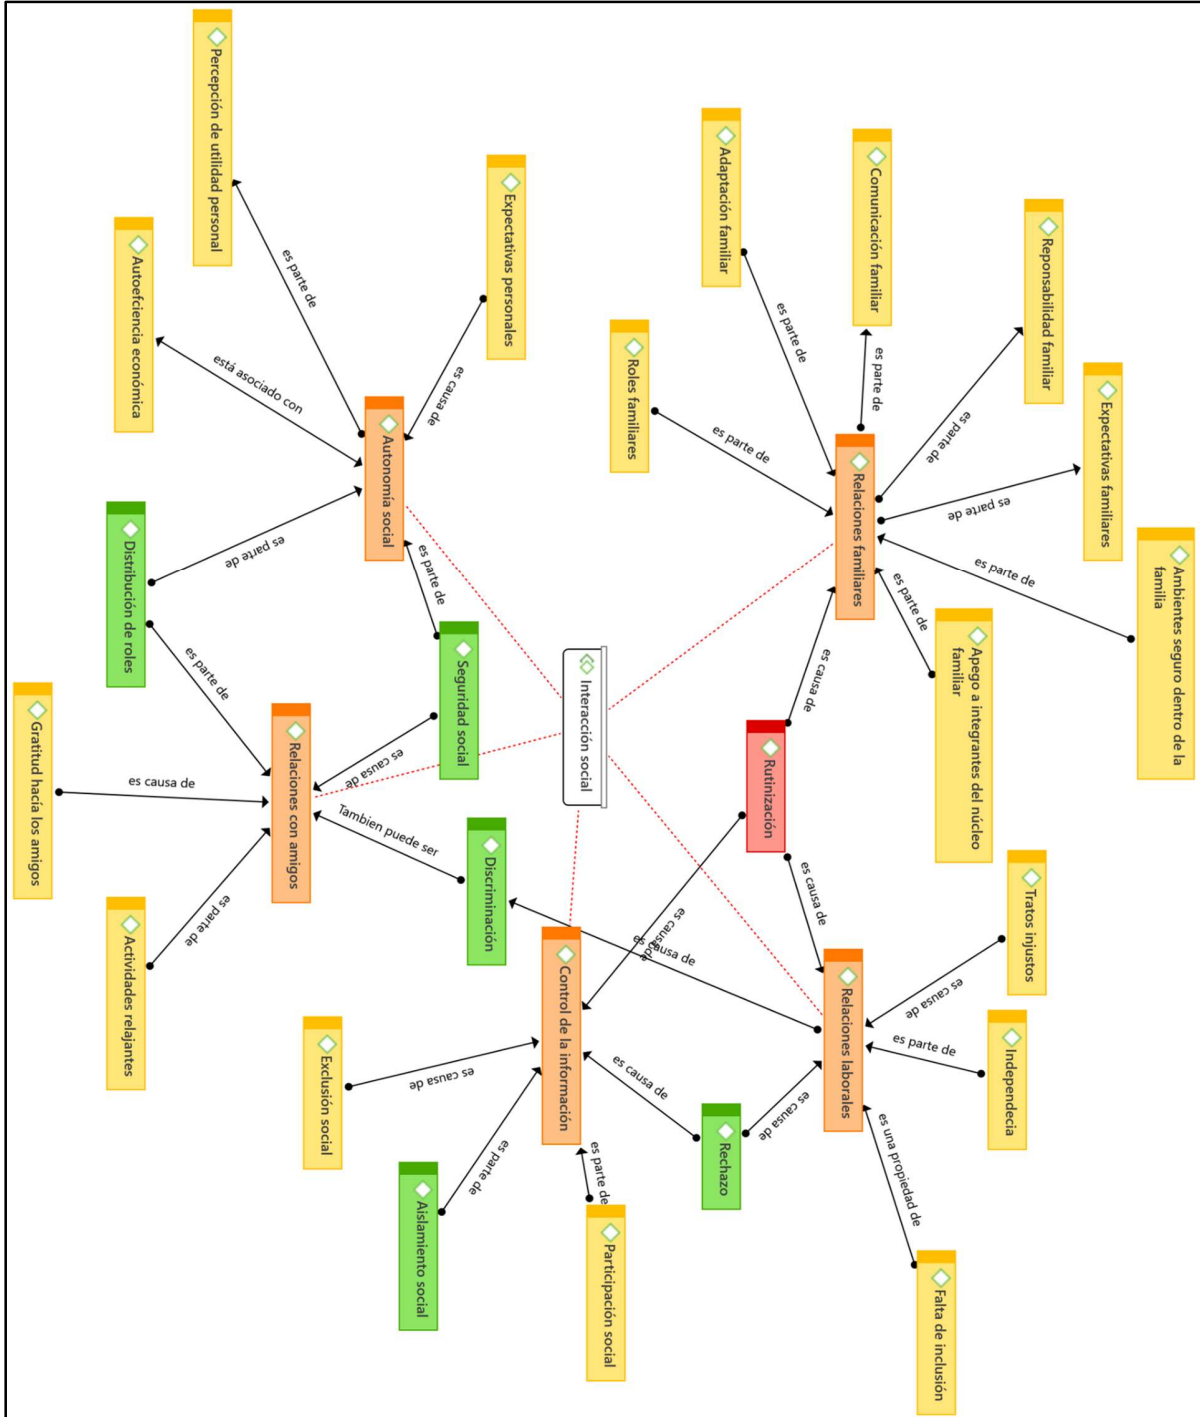 Ambientes seguro dentro de la
familia
Expectativas familiares
Reponsabilidad familiar
Tratos injustos
Independecia
Apego a integrantes del núcleo
familiar
Falta de inclusión
Comunicación familiar
Relaciones familiares
Relaciones laborales
Adaptación familiar
Rutinización
Rechazo
Roles familiares
Participación social
Interacción social
Control de la información
Expectativas personales
Discriminación
Seguridad social
Aislamiento social
Autonomía social
Exclusión social
Relaciones con amigos
Percepción de utilidad personal
Autoefciencia económica
Distribución de roles
Actividades relajantes
Gratitud hacía los amigos
es parte de
es parte de
es parte de
es parte de
es parte de
es parte de
es parte de
es causa de
es causa de
es causa de
es causa de
es causa de
es parte de
es una propiedad de
es causa de
es causa de
es parte de
es parte de
es causa de
es causa de
es parte de
está asociado con
es parte de
es parte de
es parte de
es causa de
Tambien puede ser
es causa de
es parte de